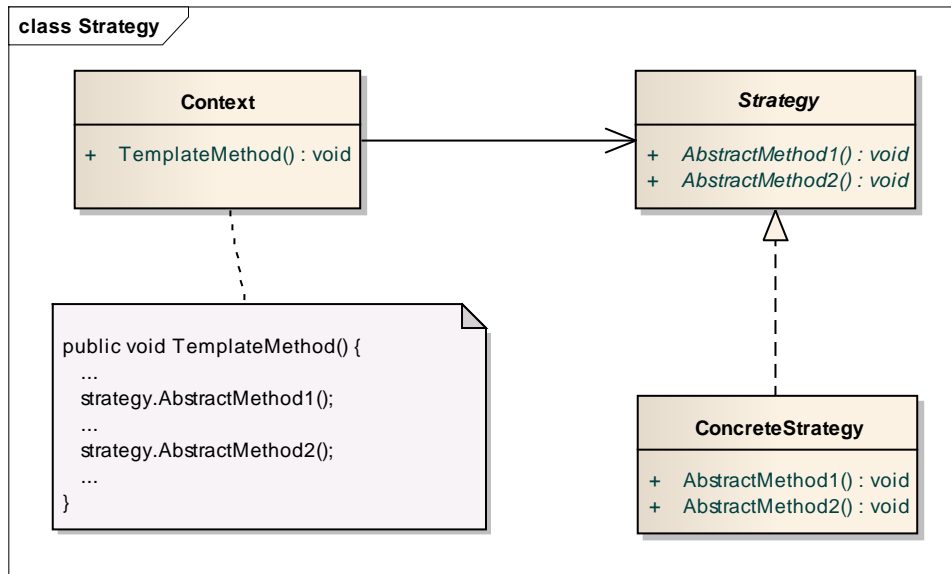 class Strategy
Context
+ TemplateMethod() : void
Strategy
+ AbstractMethod1() : void
+ AbstractMethod2() : void
public void TemplateMethod() {
...
strategy.AbstractMethod1();
...
strategy.AbstractMethod2();
...
}
ConcreteStrategy
+ AbstractMethod1() : void
+ AbstractMethod2() : void